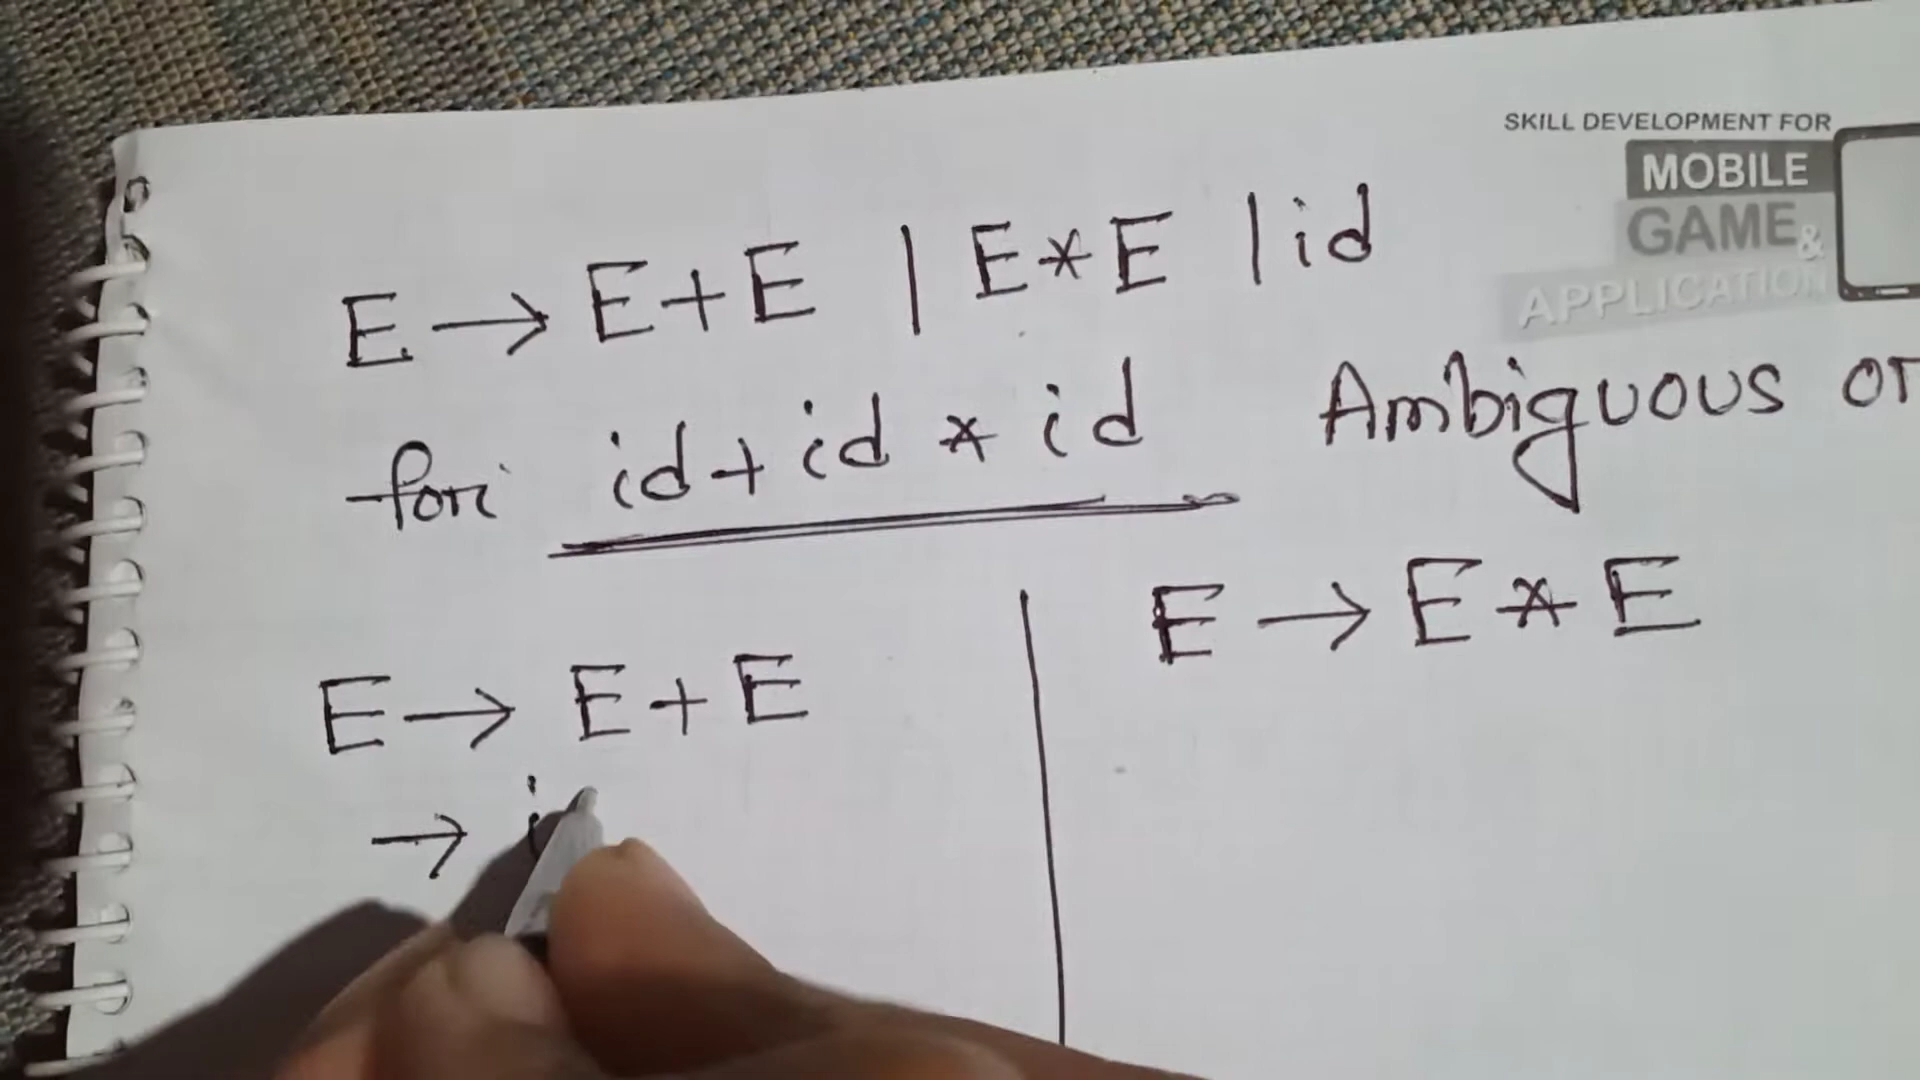 SKILL DEVELOPMENT FOR
MOBILE
GAME &
APPLICATION
E → E + E | E * E | id
for id + id * id Ambiguous or
E → E + E
→ i
E → E * E